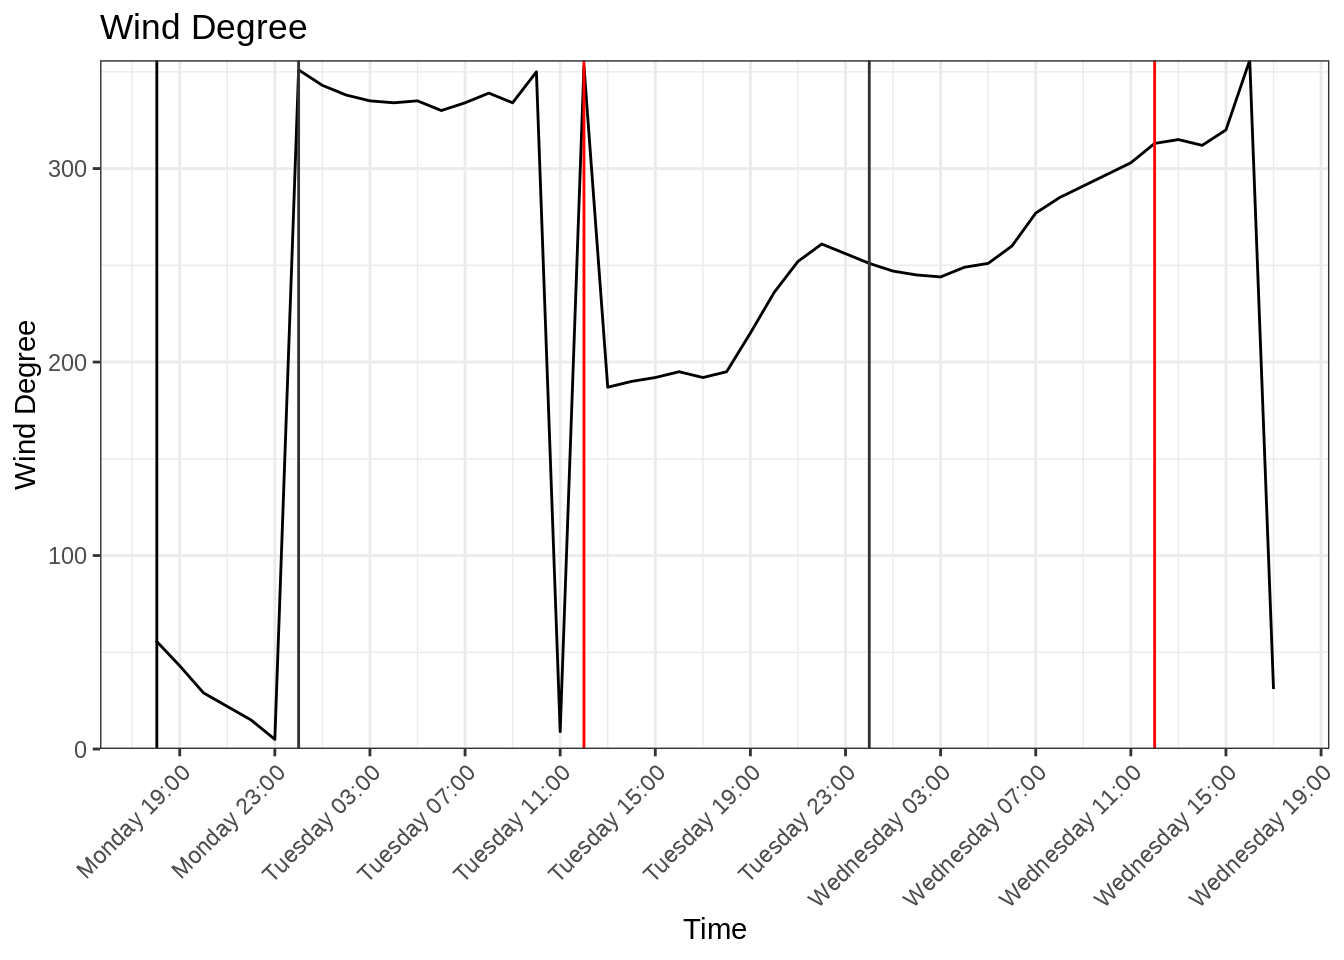 Wind Degree
Wind Degree
300
200
100
0
Monday 19:00
Monday 23:00
Tuesday 03:00
Tuesday 07:00
Tuesday 11:00
Tuesday 15:00
Tuesday 19:00
Tuesday 23:00
Wednesday 03:00
Wednesday 07:00
Wednesday 11:00
Wednesday 15:00
Wednesday 19:00
Time